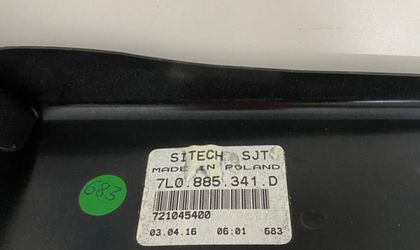 SITECH SJT
MADE IN POLAND
7L0.885.341.D
721045400
03.04.16 06:01 683
683